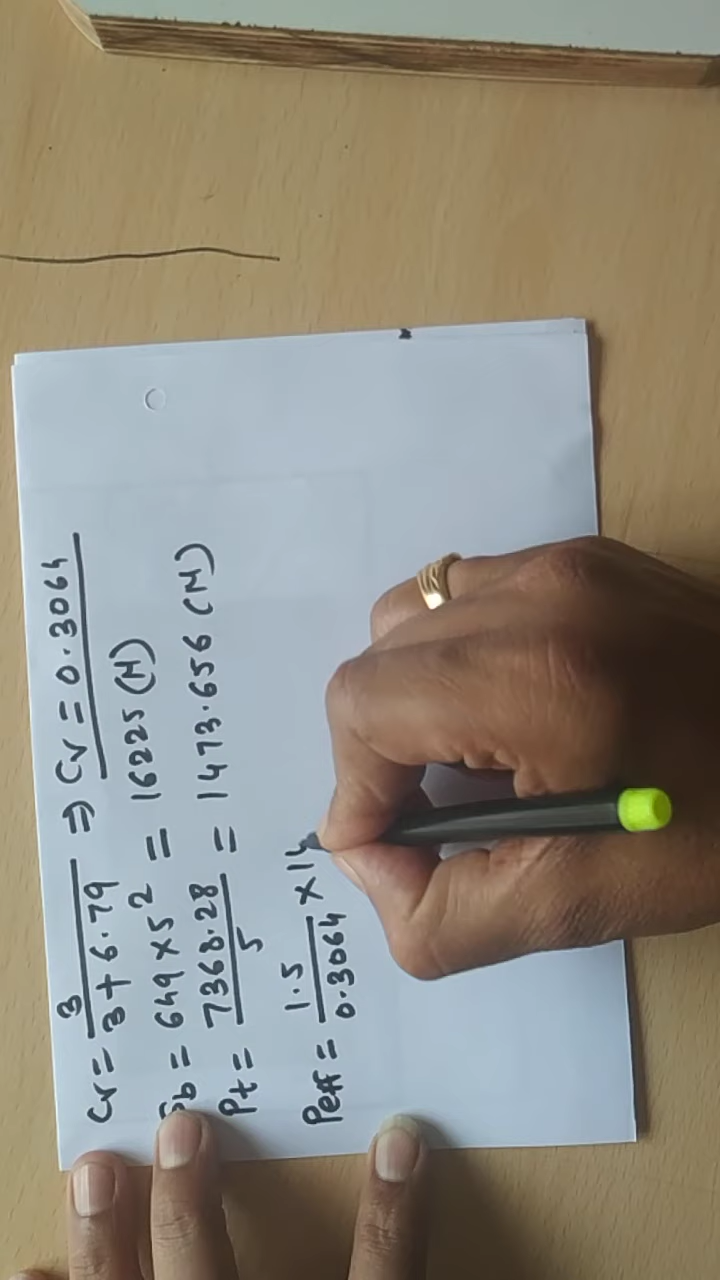 Cv = 3 / 3 + 6.79 ⇒ Cv = 0.3064
Sb = 649 × 5² = 16225 (N)
Pt = 7368.28 / 5 = 1473.656 (N)
Peff = 1.5 / 0.3064 × 14